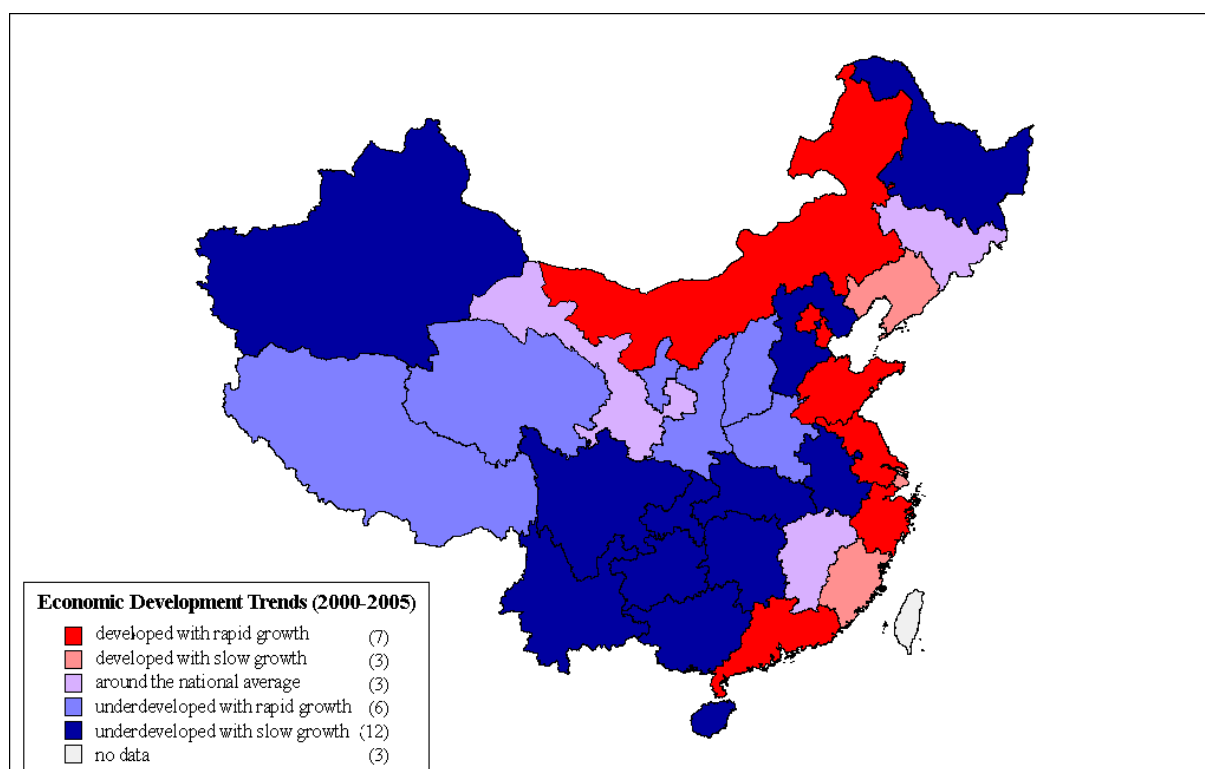 Economic Development Trends (2000-2005)
developed with rapid growth (7)
developed with slow growth (3)
around the national average (3)
underdeveloped with rapid growth (6)
underdeveloped with slow growth (12)
no data (3)